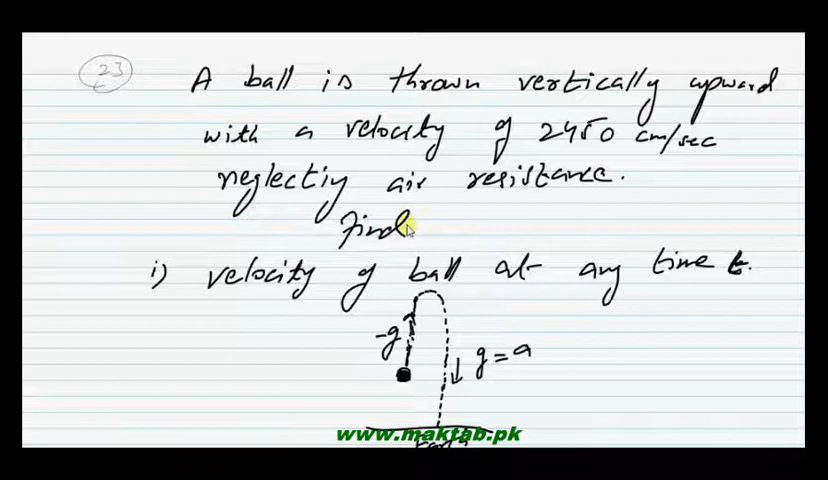 23
A ball is thrown vertically upward
with a velocity of 2450 cm/sec
neglecting air resistance.
Find
i) velocity of ball at any time t.
-g
g = a
www.maktab.pk